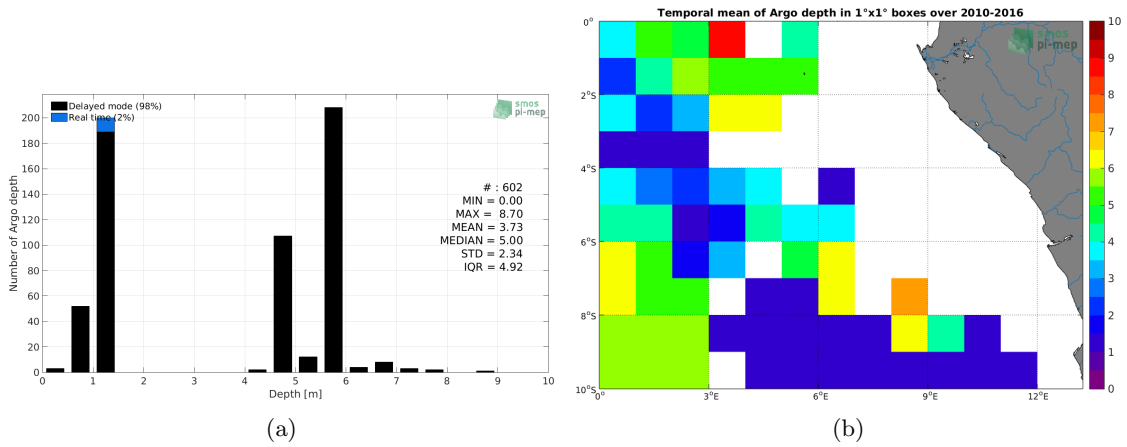 Delayed mode (98%)
Real time (2%)
smos
pi-mep
200
180
160
140
120
100
80
60
40
20
0
Number of Argo depth
# : 602
MIN = 0.00
MAX = 8.70
MEAN = 3.73
MEDIAN = 5.00
STD = 2.34
IQR = 4.92
0 1 2 3 4 5 6 7 8 9 10
Depth [m]
(a)
Temporal mean of Argo depth in 1°x1° boxes over 2010-2016
smos
pi-mep
0°
2°S
4°S
6°S
8°S
10°S
0° 3°E 6°E 9°E 12°E
10
9
8
7
6
5
4
3
2
1
0
(b)